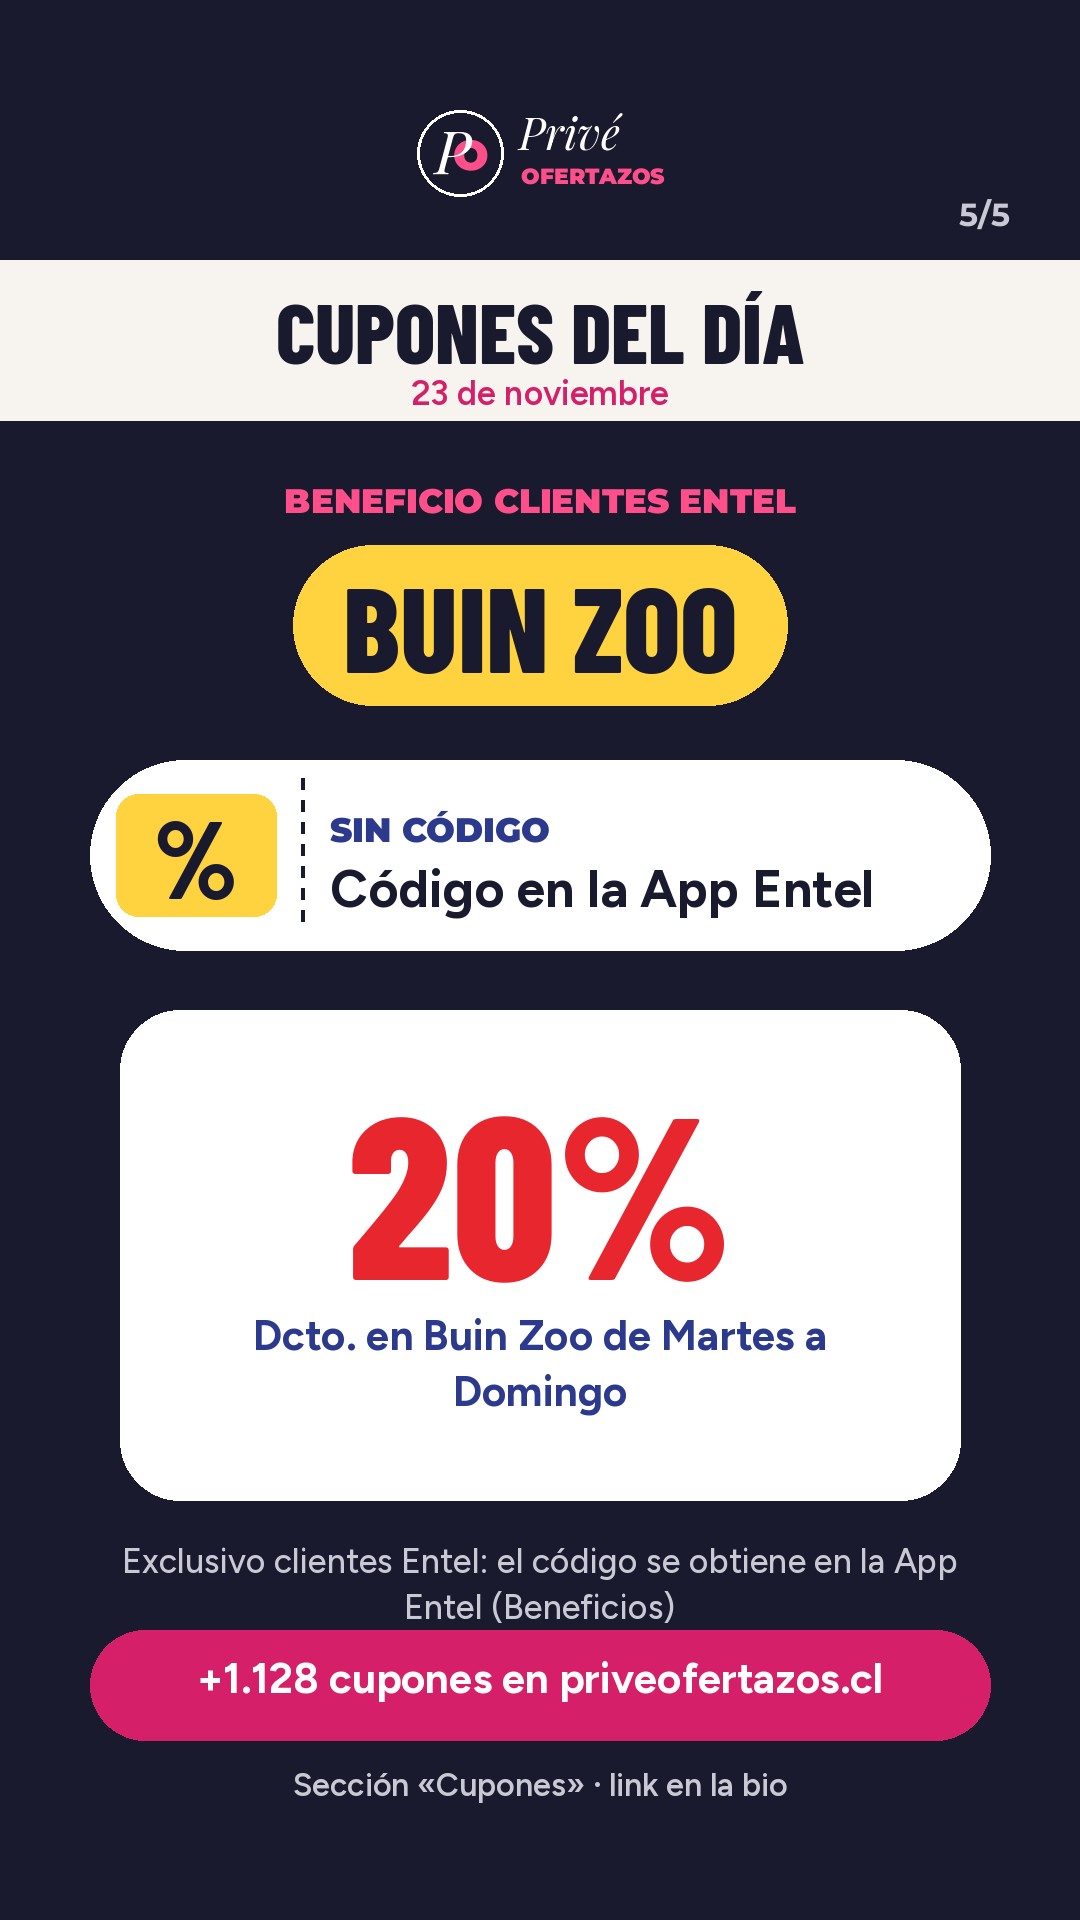 Po Privé
OFERTAZOS
5/5
CUPONES DEL DÍA
23 de noviembre
BENEFICIO CLIENTES ENTEL
BUIN ZOO
%
SIN CÓDIGO
Código en la App Entel
20%
Dcto. en Buin Zoo de Martes a
Domingo
Exclusivo clientes Entel: el código se obtiene en la App
Entel (Beneficios)
+1.128 cupones en priveofertazos.cl
Sección «Cupones» · link en la bio